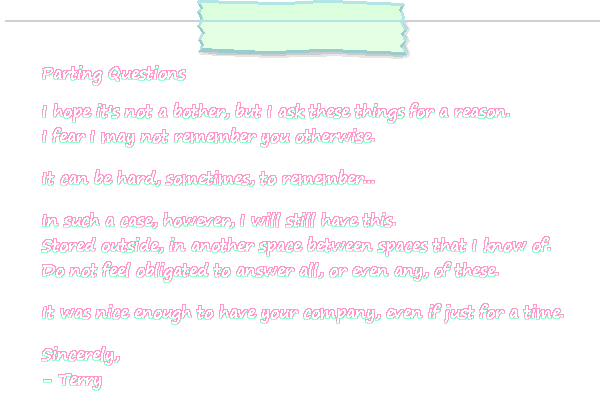 Parting Questions
I hope it's not a bother, but I ask these things for a reason.
I fear I may not remember you otherwise.
It can be hard, sometimes, to remember...
In such a case, however, I will still have this.
Stored outside, in another space between spaces that I know of.
Do not feel obligated to answer all, or even any, of these.
It was nice enough to have your company, even if just for a time.
Sincerely,
- Terry